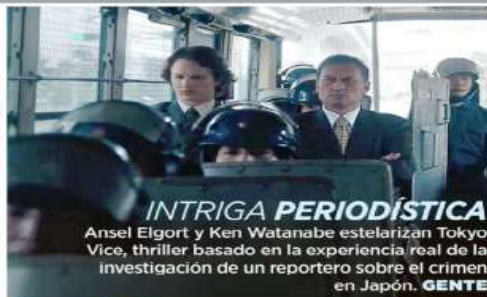 INTRIGA PERIODÍSTICA
Ansel Elgort y Ken Watanabe estelarizan Tokyo
Vice, thriller basado en la experiencia real de la
investigación de un reportero sobre el crimen
en Japón. GENTE